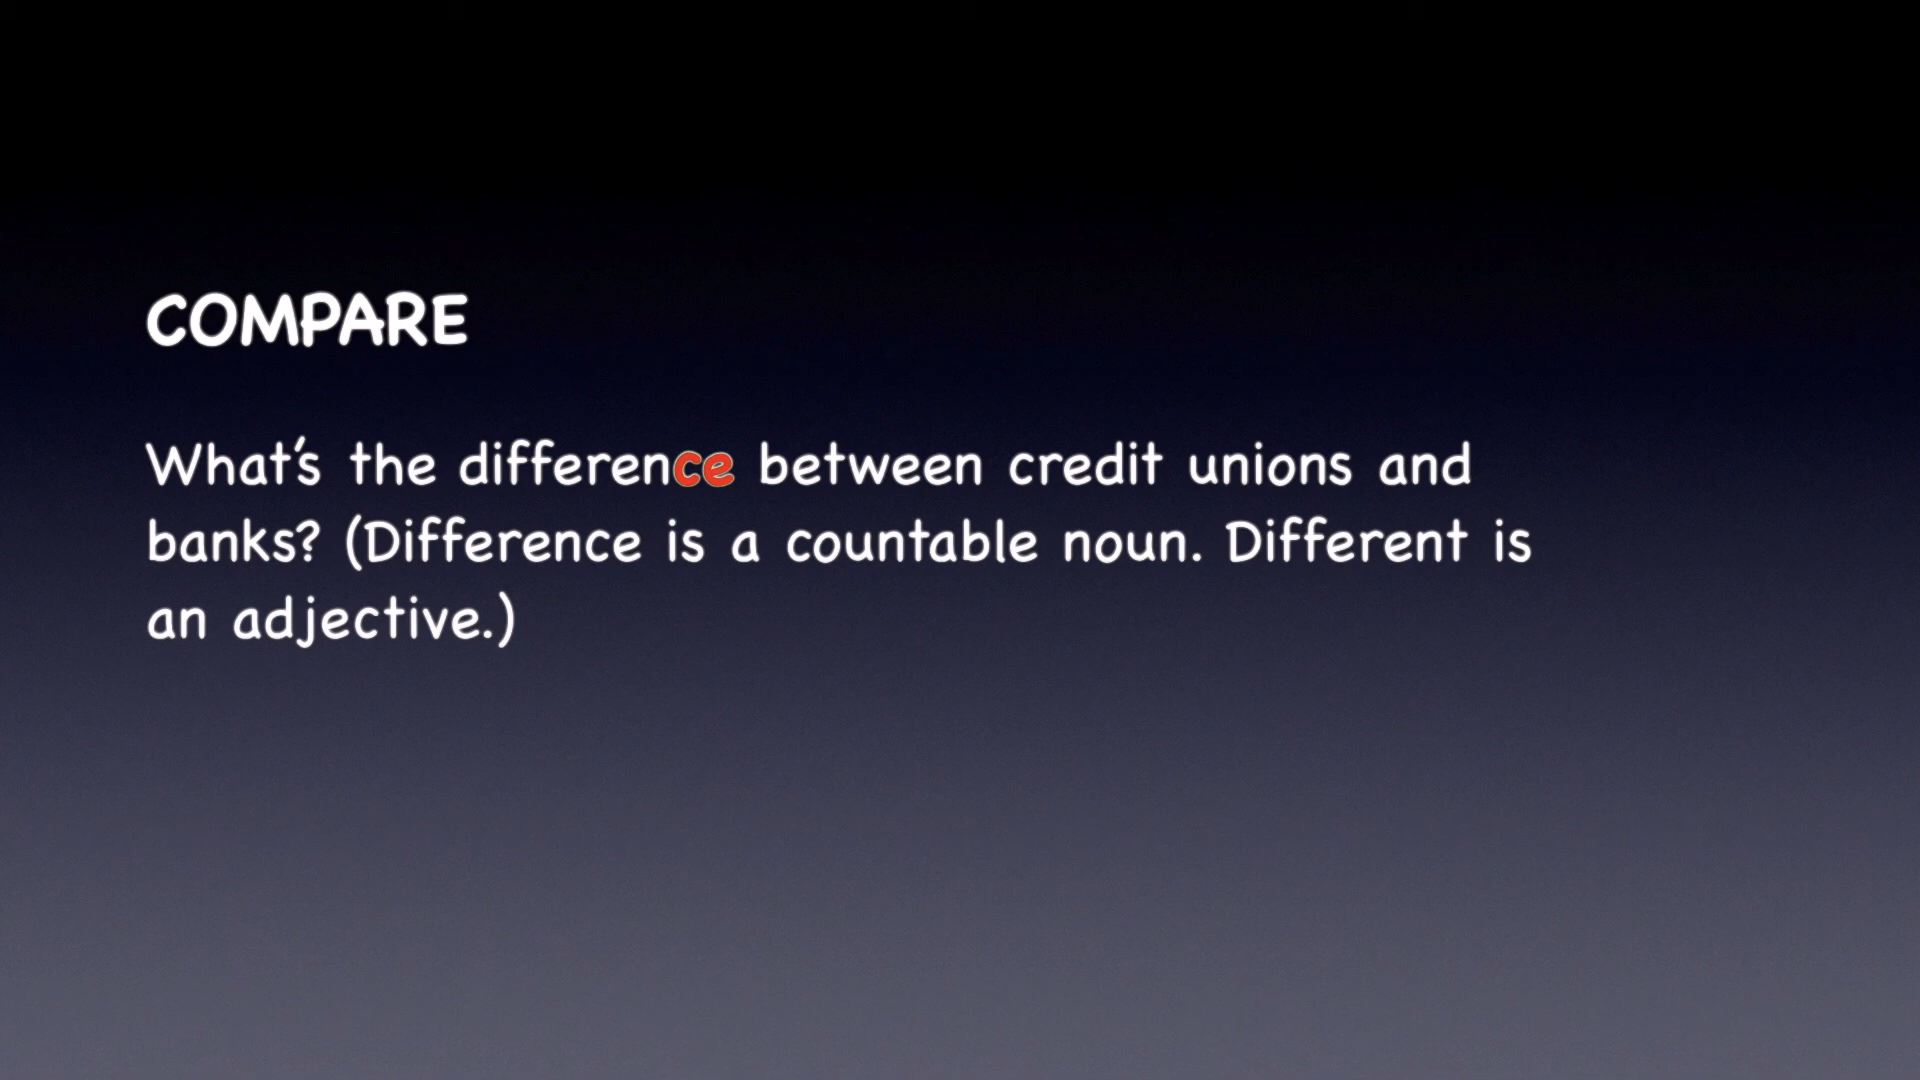 COMPARE
What's the difference between credit unions and
banks? (Difference is a countable noun. Different is
an adjective.)